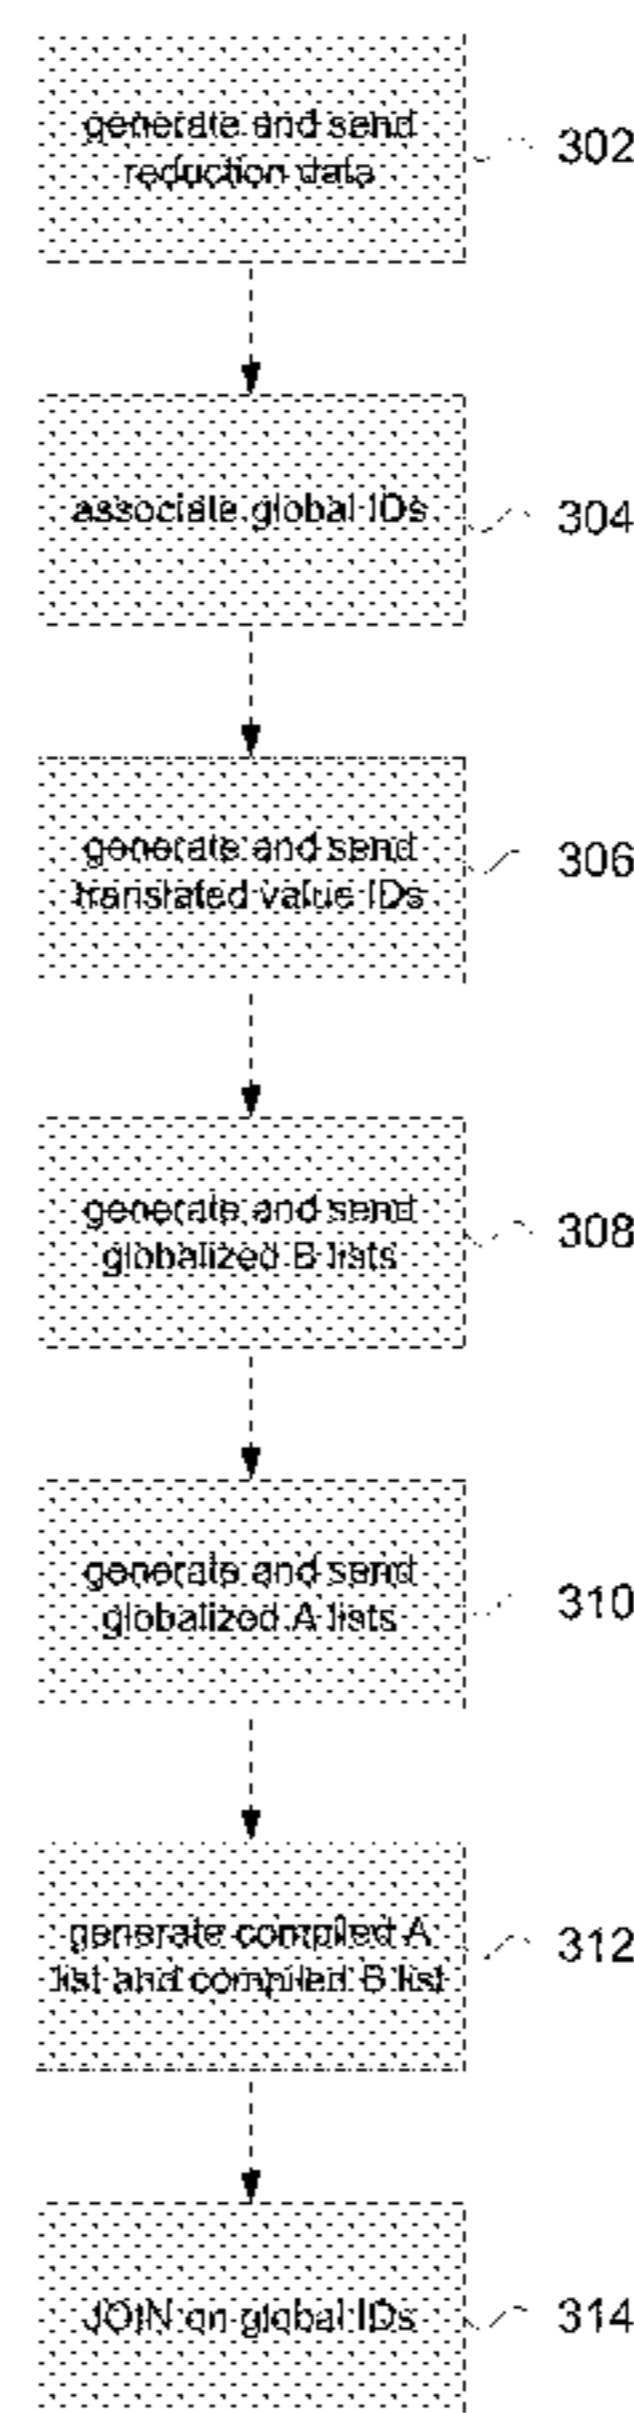 generate and send
reduction data
302
associate global IDs
304
generate and send
translated value IDs
306
generate and send
globalized B lists
308
generate and send
globalized A lists
310
generate compiled A
list and compiled B list
312
JOIN on global IDs
314